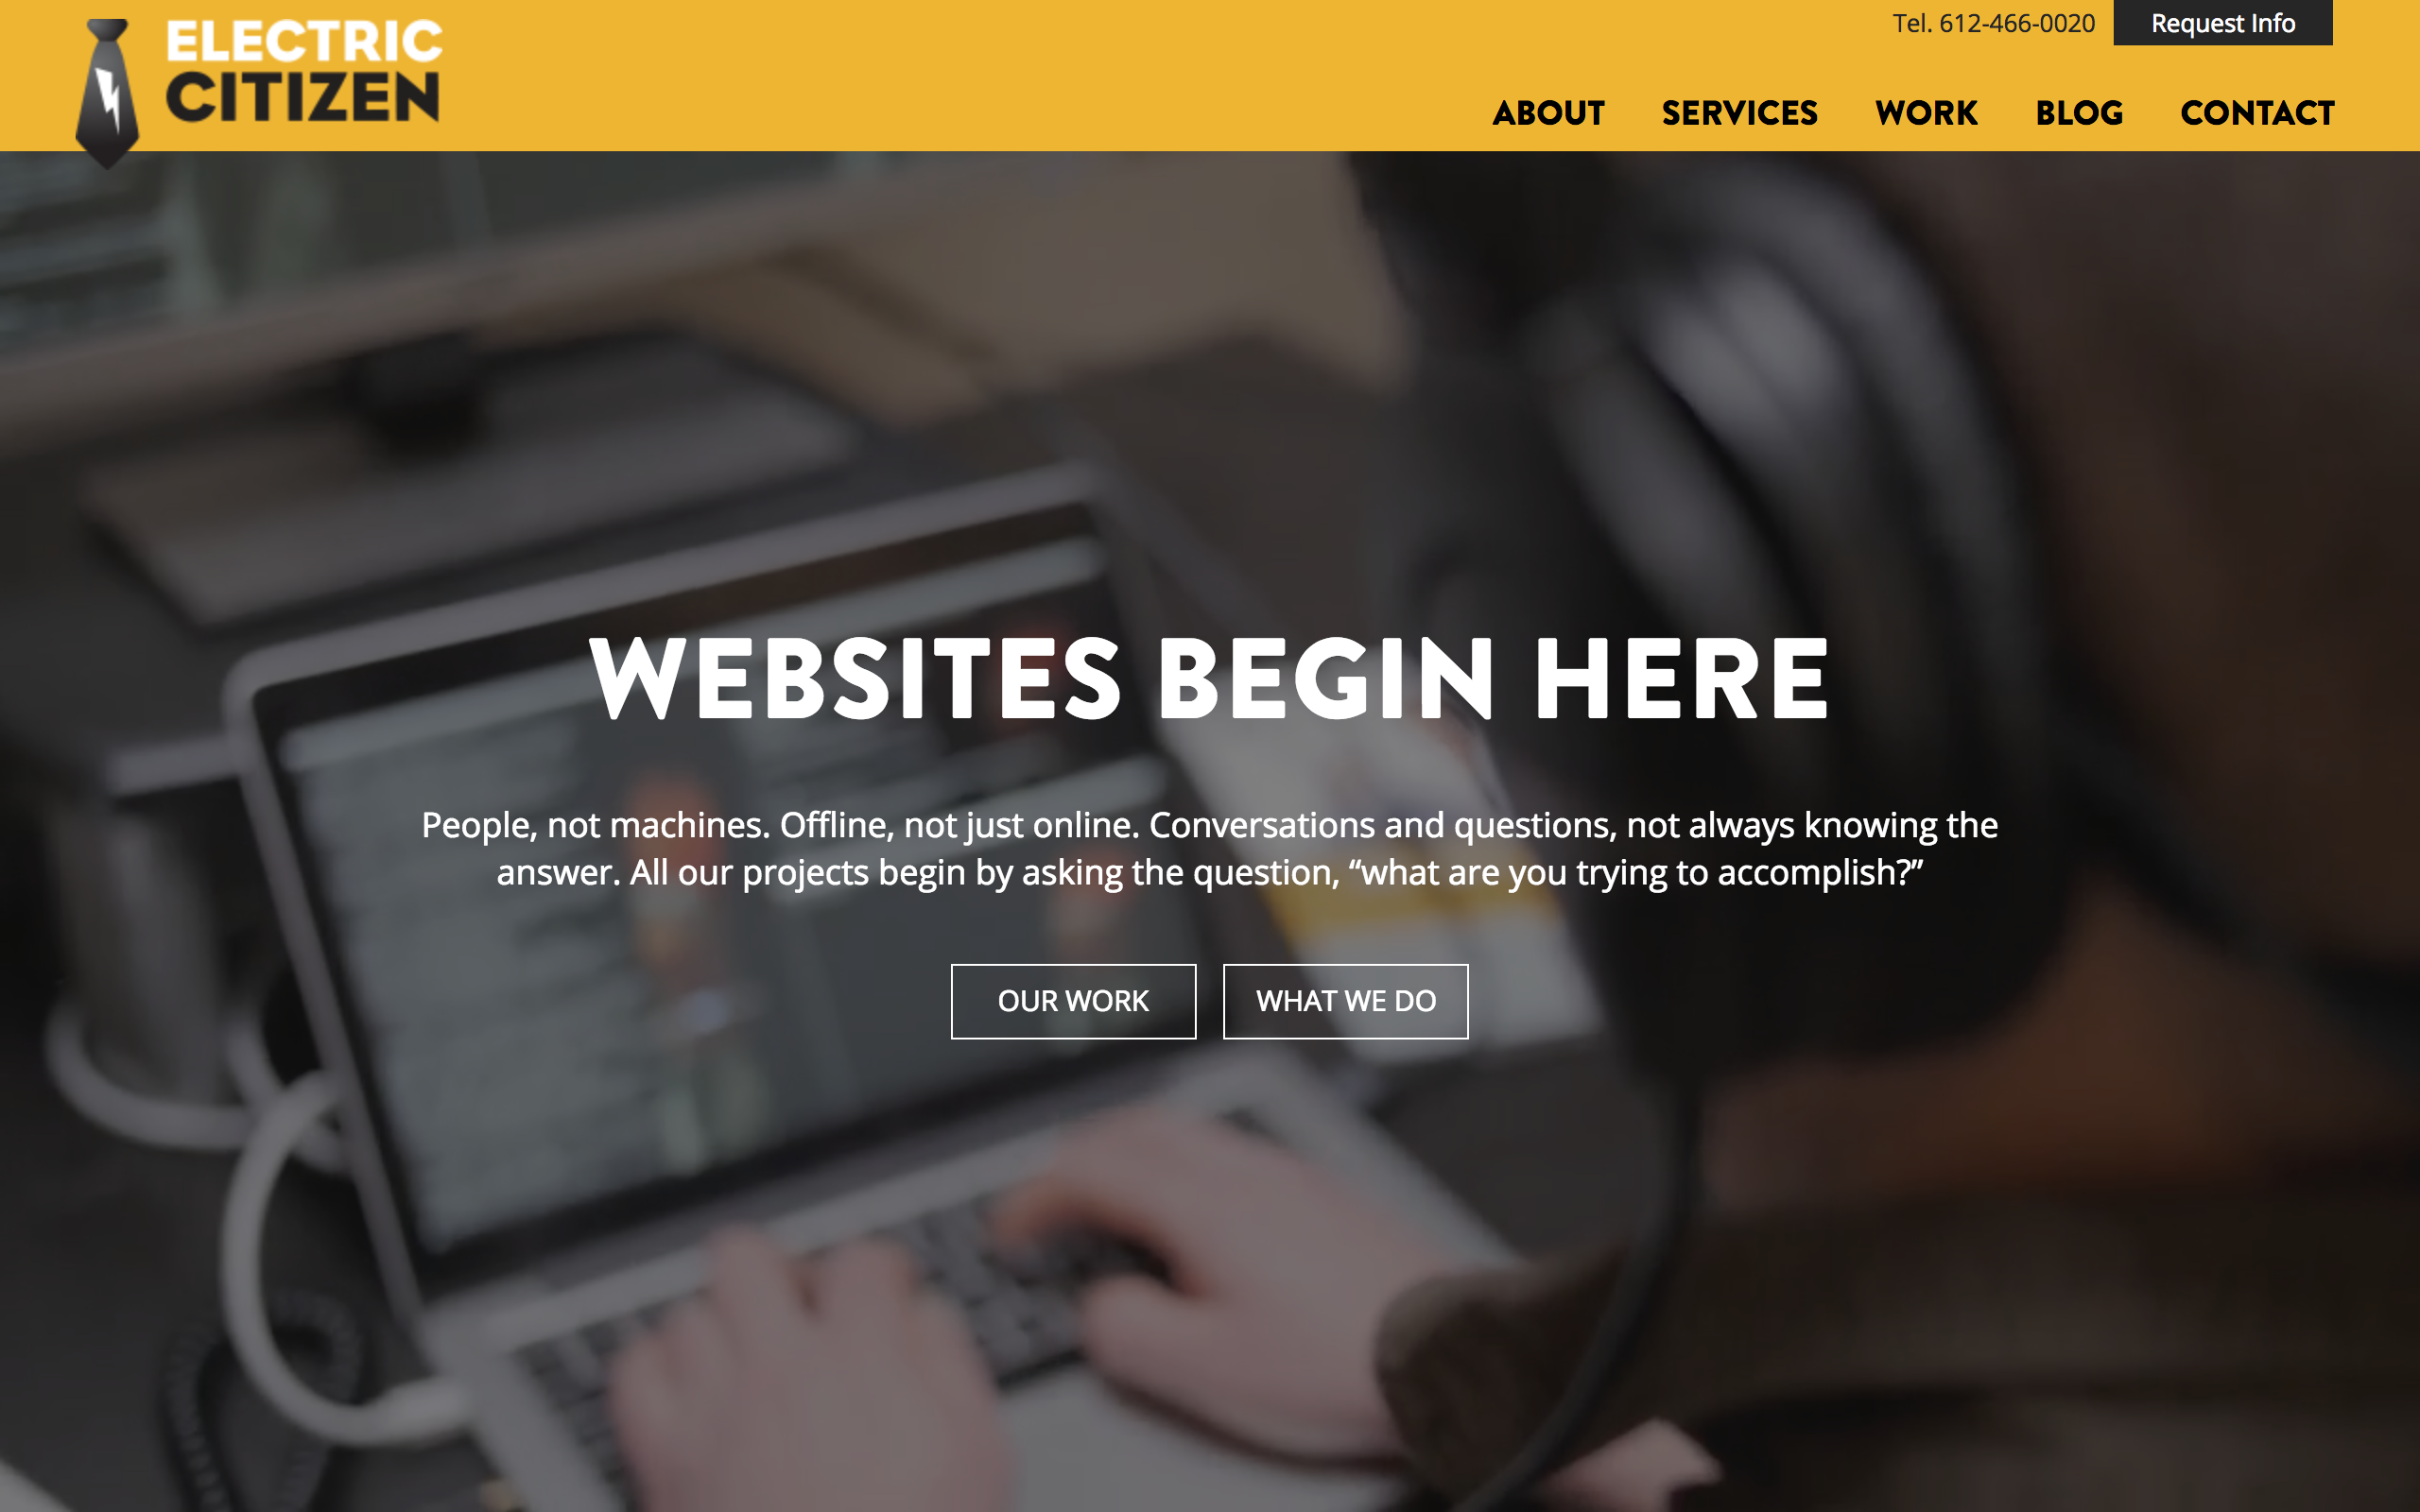 ELECTRIC
CITIZEN
Tel. 612-466-0020
Request Info
ABOUT SERVICES WORK BLOG CONTACT
WEBSITES BEGIN HERE
People, not machines. Offline, not just online. Conversations and questions, not always knowing the
answer. All our projects begin by asking the question, “what are you trying to accomplish?”
OUR WORK
WHAT WE DO